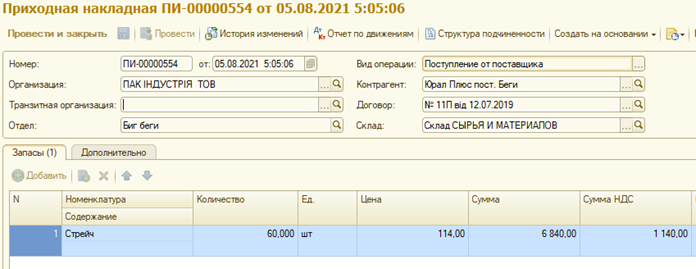 Приходная накладная ПИ-00000554 от 05.08.2021 5:05:06
Провести и закрыть Провести История изменений Дт Кт Отчет по движениям Структура подчиненности Создать на основании
Номер: ПИ-00000554 от: 05.08.2021 5:05:06 Вид операции: Поступление от поставщика
Организация: ПАК ІНДУСТРІЯ ТОВ Контрагент: Юрал Плюс пост. Беги
Транзитная организация: Договор: № 11П від 12.07.2019
Отдел: Биг беги Склад: Склад СЫРЬЯ И МАТЕРИАЛОВ
Запасы (1) Дополнительно
Добавить
N Номенклатура Количество Ед. Цена Сумма Сумма НДС
Содержание
1 Стрейч 60,000 шт 114,00 6 840,00 1 140,00